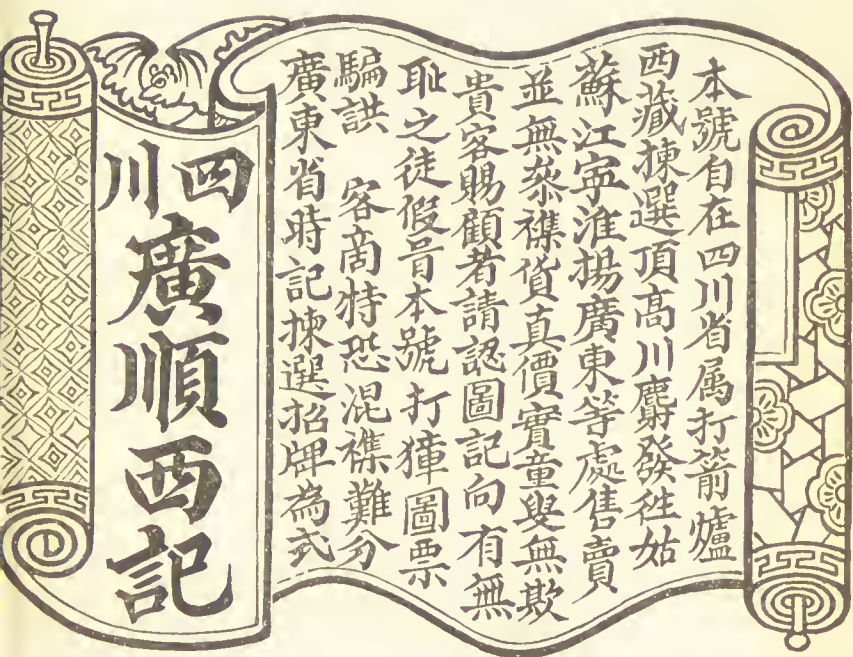 本號自在四川省属打箭爐
西藏揀選頂高川麝發徃姑
蘇江寧淮揚廣東等處售賣
並無叅襍貨真價實童叟無欺
貴客賜顧者請認圖記向有無
耻之徒假冒本號打獐圖票
騙誆 客商特恐混襍難分
廣東省時記揀選招牌為式
四川
廣順西記